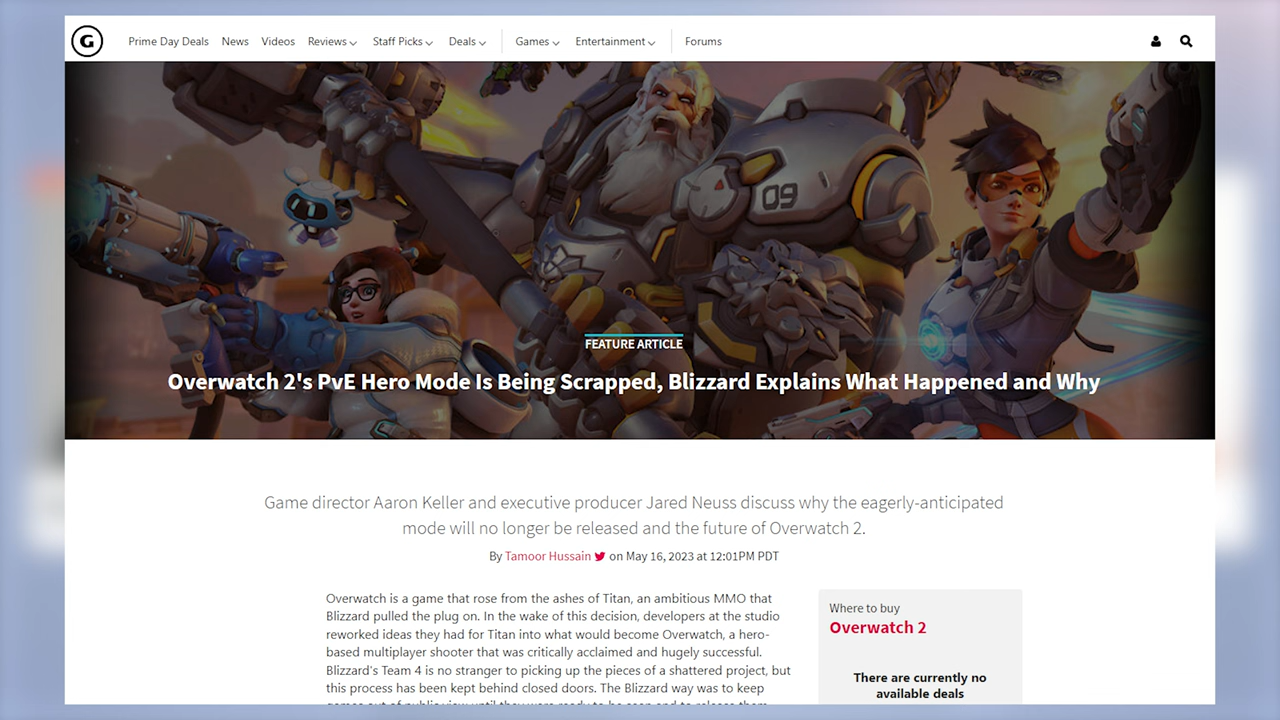 G
Prime Day Deals News Videos Reviews Staff Picks Deals Games Entertainment Forums
09
FEATURE ARTICLE
Overwatch 2's PvE Hero Mode Is Being Scrapped, Blizzard Explains What Happened and Why
Game director Aaron Keller and executive producer Jared Neuss discuss why the eagerly-anticipated
mode will no longer be released and the future of Overwatch 2.
By Tamoor Hussain on May 16, 2023 at 12:01PM PDT
Overwatch is a game that rose from the ashes of Titan, an ambitious MMO that
Blizzard pulled the plug on. In the wake of this decision, developers at the studio
reworked ideas they had for Titan into what would become Overwatch, a hero-
based multiplayer shooter that was critically acclaimed and hugely successful.
Blizzard's Team 4 is no stranger to picking up the pieces of a shattered project, but
this process has been kept behind closed doors. The Blizzard way was to keep
Where to buy
Overwatch 2
There are currently no
available deals